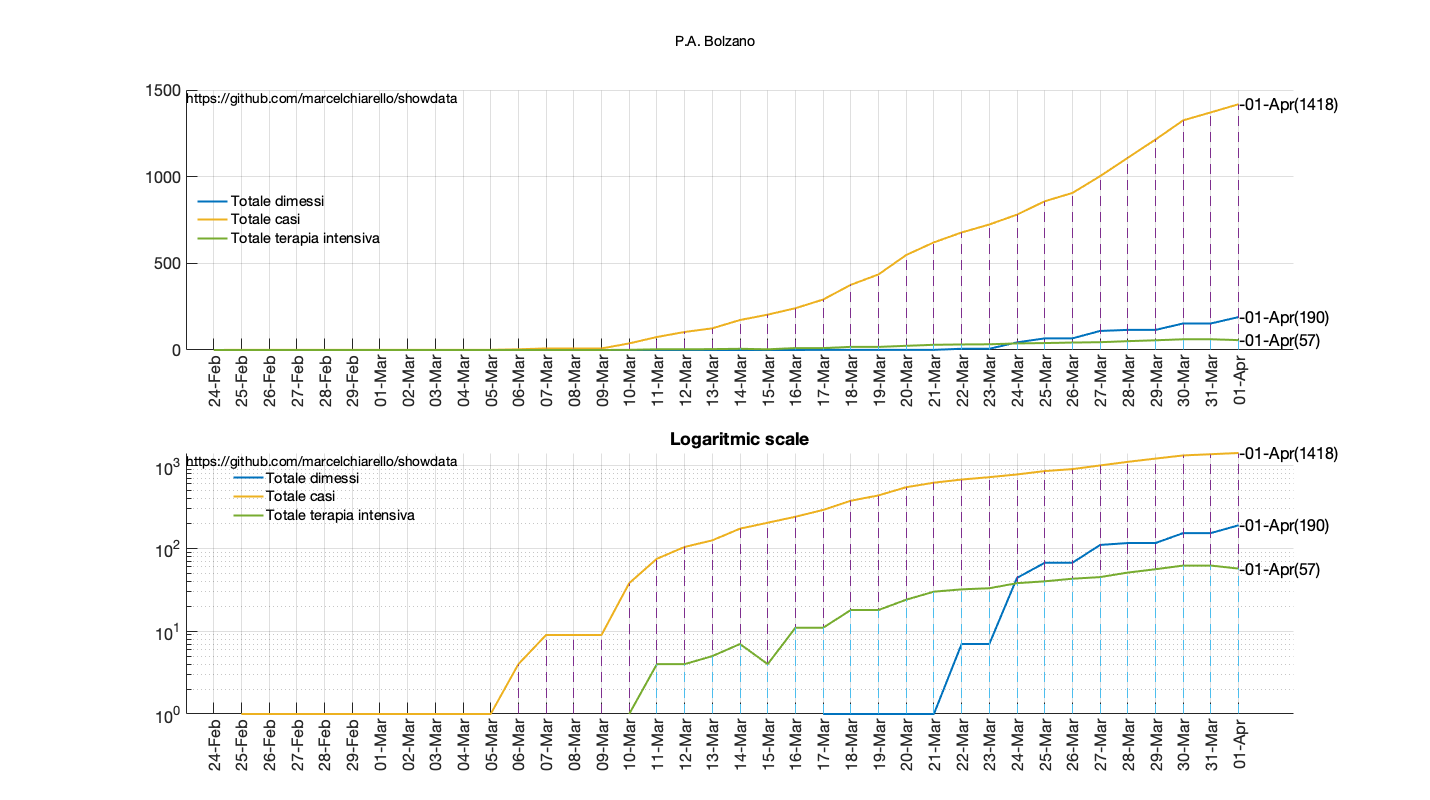 P.A. Bolzano
1500
https://github.com/marcelchiarello/showdata
-01-Apr(1418)
1000
Totale dimessi
Totale casi
Totale terapia intensiva
500
-01-Apr(190)
-01-Apr(57)
0
24-Feb
25-Feb
26-Feb
27-Feb
28-Feb
29-Feb
01-Mar
02-Mar
03-Mar
04-Mar
05-Mar
06-Mar
07-Mar
08-Mar
09-Mar
10-Mar
11-Mar
12-Mar
13-Mar
14-Mar
15-Mar
16-Mar
17-Mar
18-Mar
19-Mar
20-Mar
21-Mar
22-Mar
23-Mar
24-Mar
25-Mar
26-Mar
27-Mar
28-Mar
29-Mar
30-Mar
31-Mar
01-Apr
Logaritmic scale
-01-Apr(1418)
https://github.com/marcelchiarello/showdata
10³
Totale dimessi
Totale casi
Totale terapia intensiva
-01-Apr(190)
10²
-01-Apr(57)
10¹
10⁰
24-Feb
25-Feb
26-Feb
27-Feb
28-Feb
29-Feb
01-Mar
02-Mar
03-Mar
04-Mar
05-Mar
06-Mar
07-Mar
08-Mar
09-Mar
10-Mar
11-Mar
12-Mar
13-Mar
14-Mar
15-Mar
16-Mar
17-Mar
18-Mar
19-Mar
20-Mar
21-Mar
22-Mar
23-Mar
24-Mar
25-Mar
26-Mar
27-Mar
28-Mar
29-Mar
30-Mar
31-Mar
01-Apr